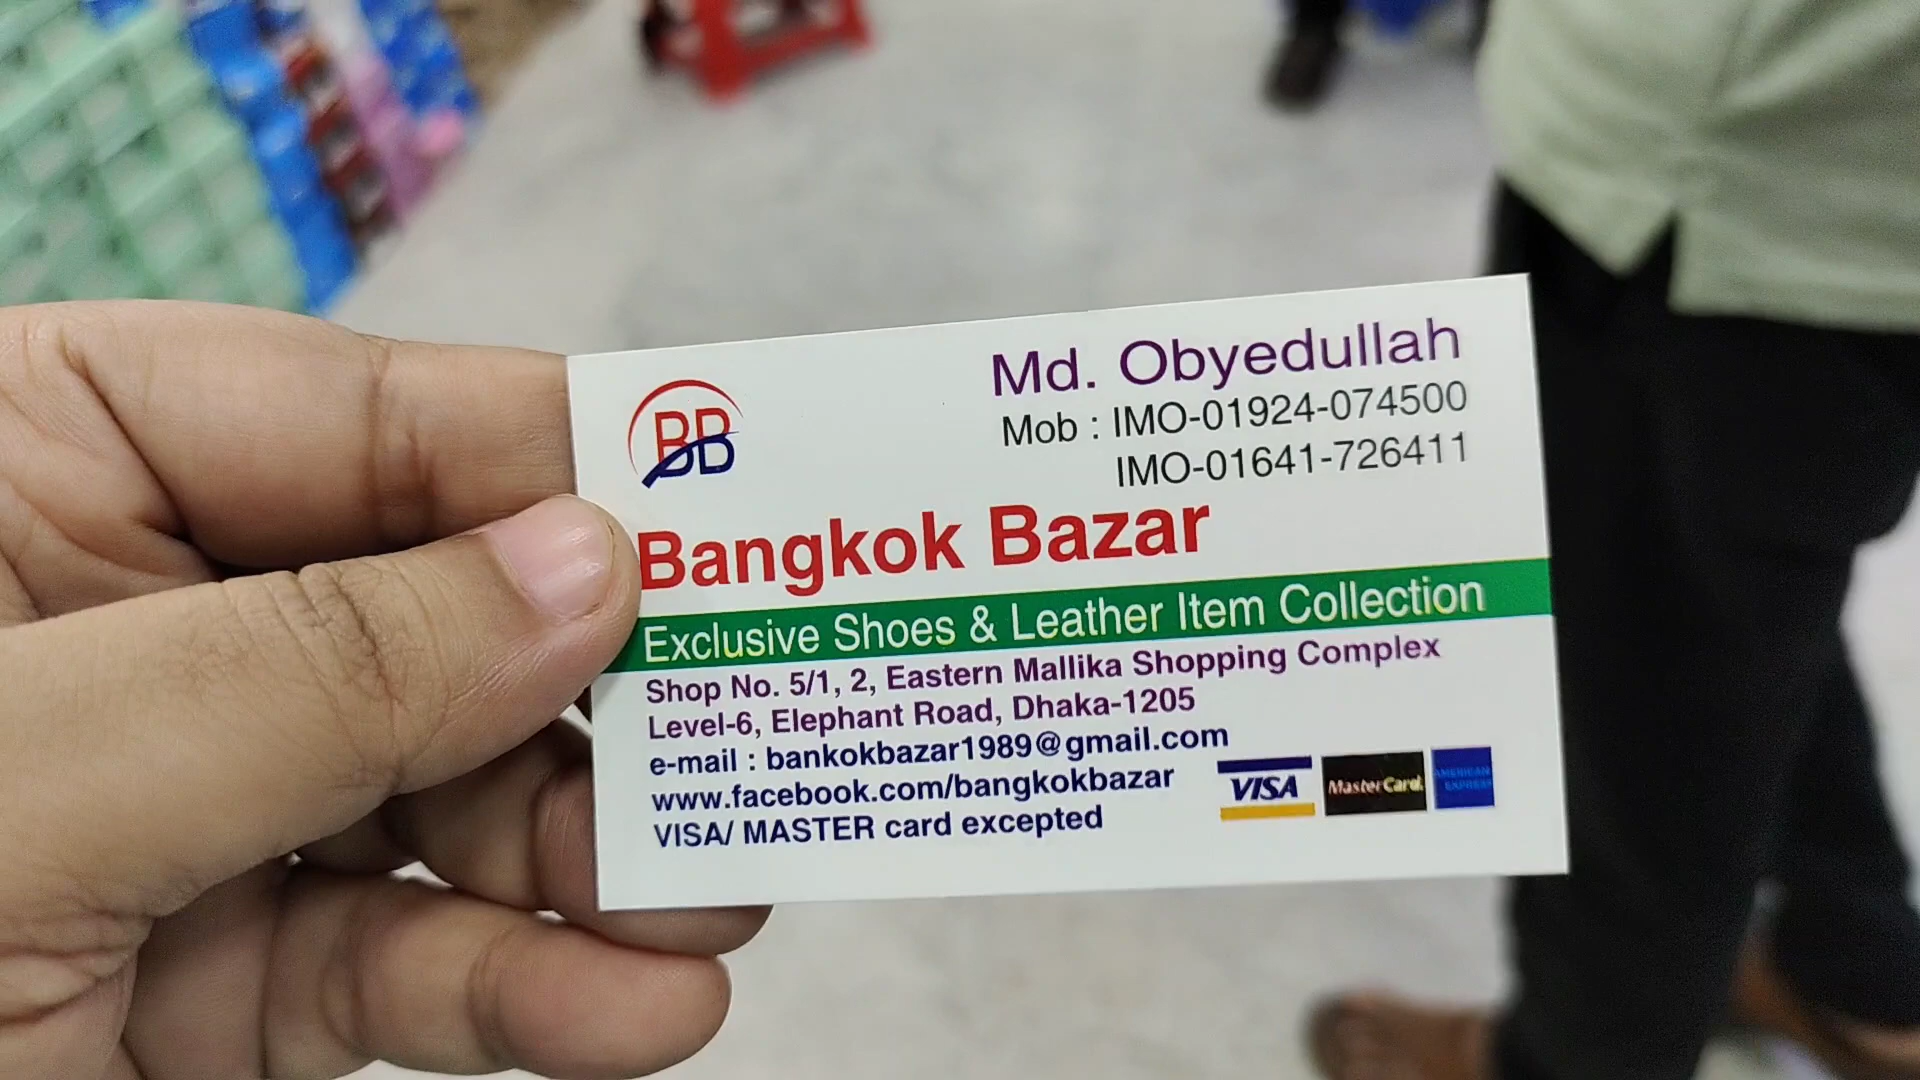 BB
Md. Obyedullah
Mob : IMO-01924-074500
IMO-01641-726411
Bangkok Bazar
Exclusive Shoes & Leather Item Collection
Shop No. 5/1, 2, Eastern Mallika Shopping Complex
Level-6, Elephant Road, Dhaka-1205
e-mail : bankokbazar1989@gmail.com
www.facebook.com/bangkokbazar
VISA/ MASTER card excepted
VISA MasterCard. AMERICAN EXPRESS